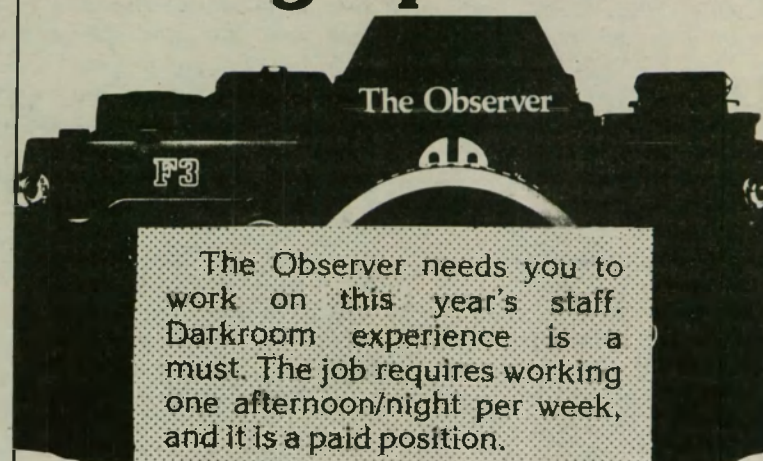 The Observer
F3
The Observer needs you to
work on this year's staff.
Darkroom experience is a
must. The job requires working
one afternoon/night per week,
and it is a paid position.